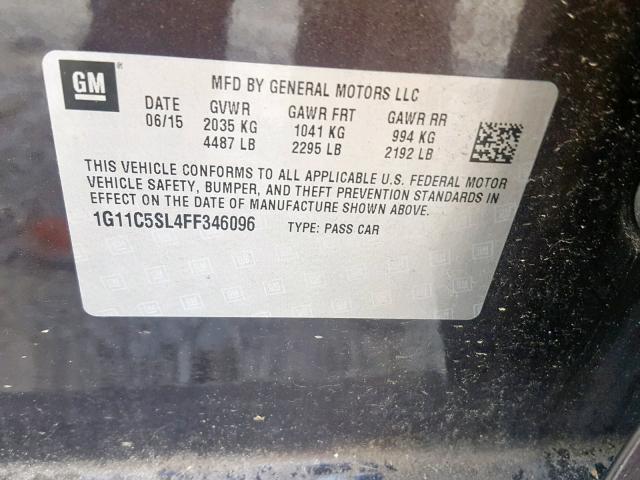 GM
MFD BY GENERAL MOTORS LLC
DATE GVWR GAWR FRT GAWR RR
06/15 2035 KG 1041 KG 994 KG
4487 LB 2295 LB 2192 LB
THIS VEHICLE CONFORMS TO ALL APPLICABLE U.S. FEDERAL MOTOR
VEHICLE SAFETY, BUMPER, AND THEFT PREVENTION STANDARDS IN
EFFECT ON THE DATE OF MANUFACTURE SHOWN ABOVE.
1G11C5SL4FF346096 TYPE: PASS CAR